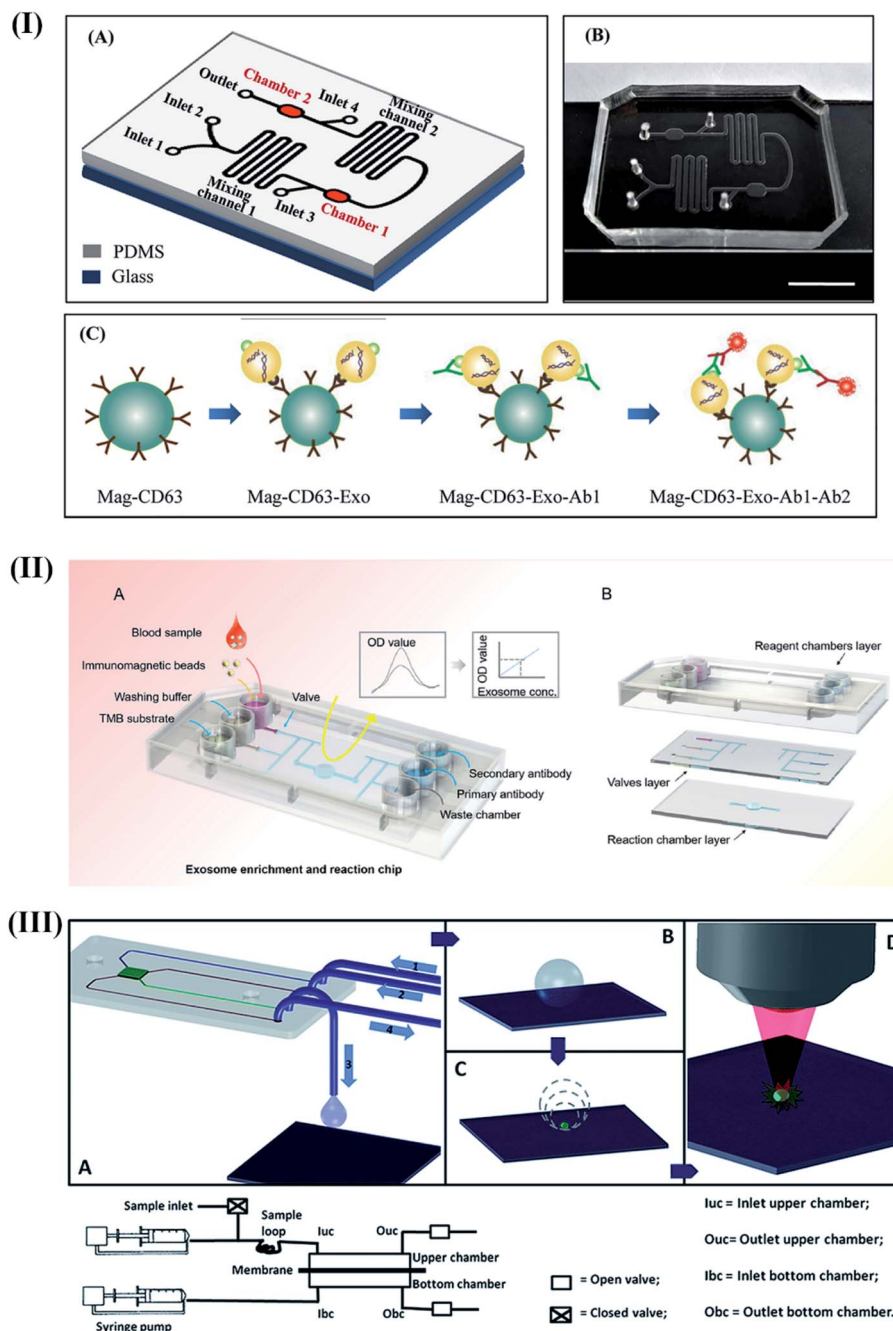 (I)
(A)
Outlet
Chamber 2
Inlet 4
Mixing
channel 2
Inlet 2
Inlet 1
Mixing
channel 1
Inlet 3
Chamber 1
PDMS
Glass
(B)
(C)
Mag-CD63
Mag-CD63-Exo
Mag-CD63-Exo-Ab1
Mag-CD63-Exo-Ab1-Ab2
(II)
A
Blood sample
Immunomagnetic beads
Washing buffer
TMB substrate
Valve
OD value
OD value
Exosome conc.
Secondary antibody
Primary antibody
Waste chamber
Exosome enrichment and reaction chip
B
Reagent chambers layer
Valves layer
Reaction chamber layer
(III)
1
2
4
3
A
B
C
D
Sample inlet
Sample
loop
Iuc
Ouc
Membrane
Upper chamber
Bottom chamber
Ibc
Obc
Syringe pump
= Open valve;
= Closed valve;
Iuc = Inlet upper chamber;
Ouc= Outlet upper chamber;
Ibc = Inlet bottom chamber;
Obc = Outlet bottom chamber.